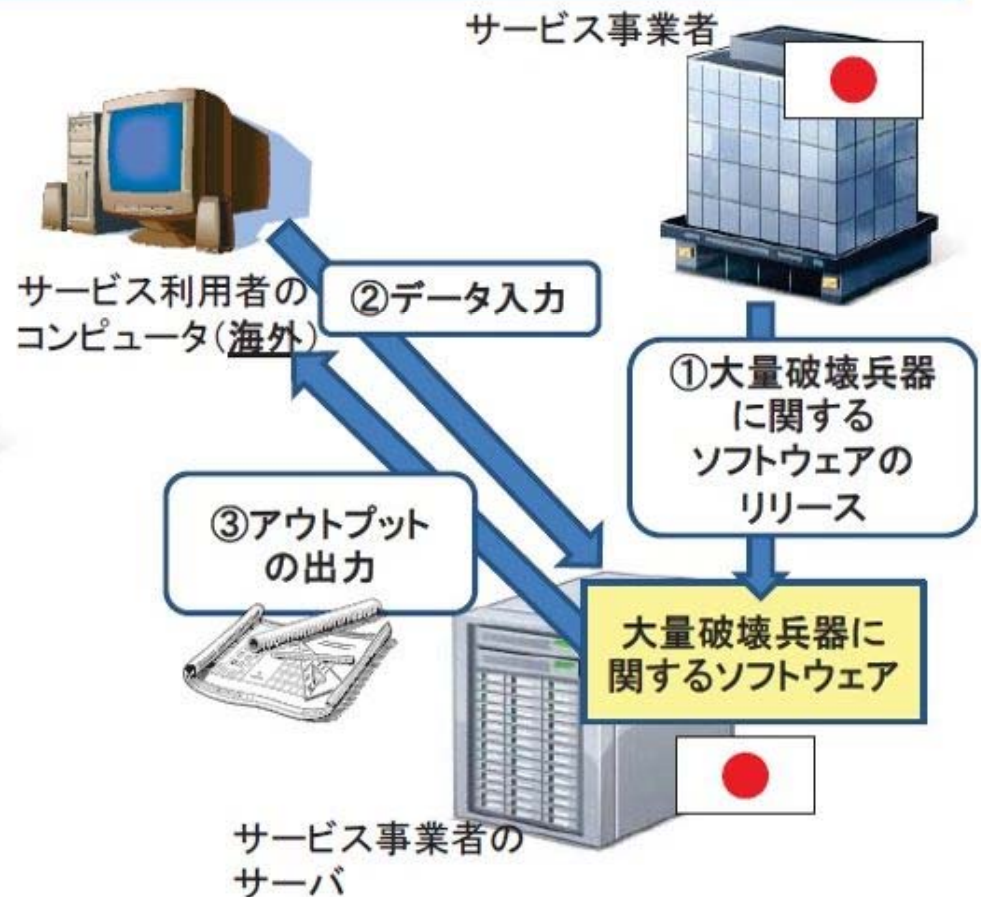 サービス事業者
サービス利用者の
コンピュータ(海外)
②データ入力
①大量破壊兵器
に関する
ソフトウェアの
リリース
③アウトプット
の出力
大量破壊兵器に
関するソフトウェア
サービス事業者の
サーバ